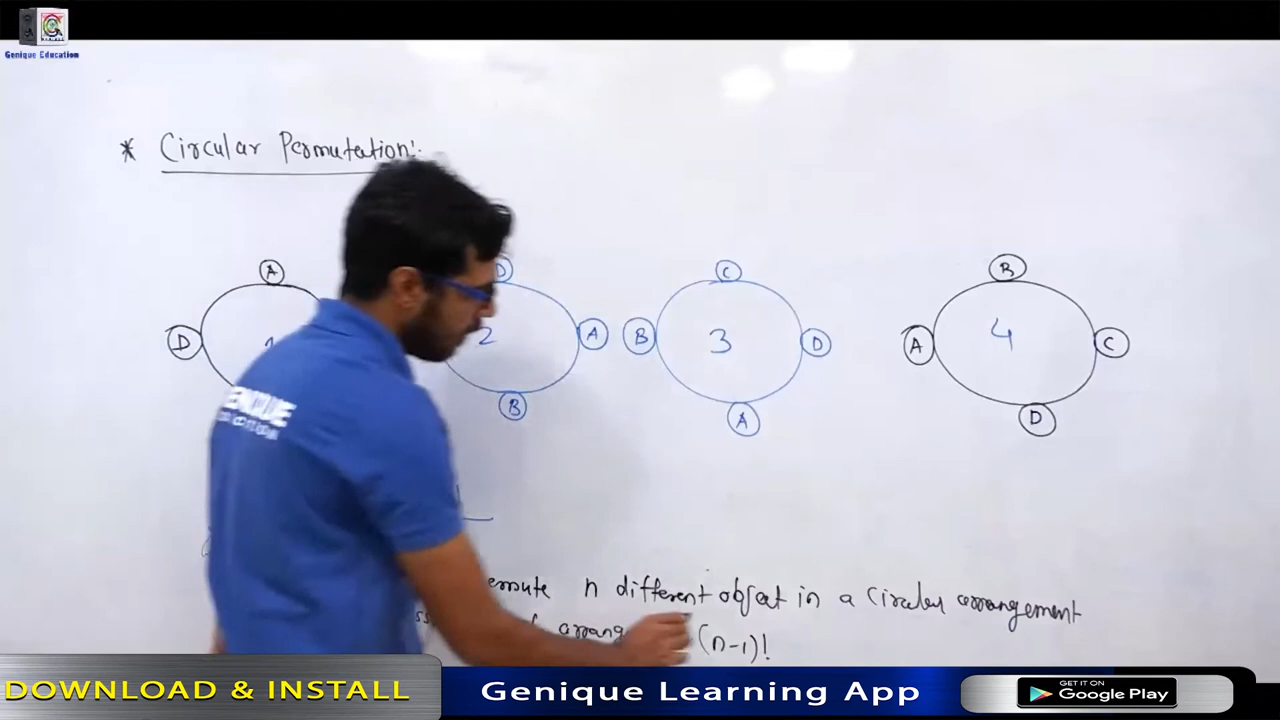 Genique Education
* Circular Permutation:
A
D
D
2
A
B
C
B
3
D
A
B
A
4
C
D
n different object in a circular arrangement
(n-1)!
DOWNLOAD & INSTALL
Genique Learning App
GET IT ON
Google Play